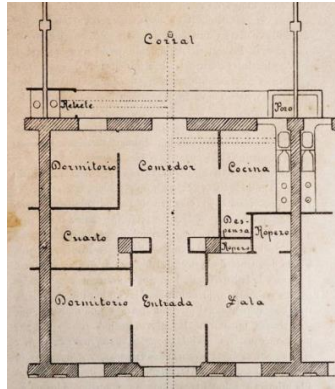 Corral
Retrete
Pozo
Dormitorio
Comedor
Cocina
Cuarto
Des-
pensa
Ropero
Ropero
Dormitorio
Entrada
Sala